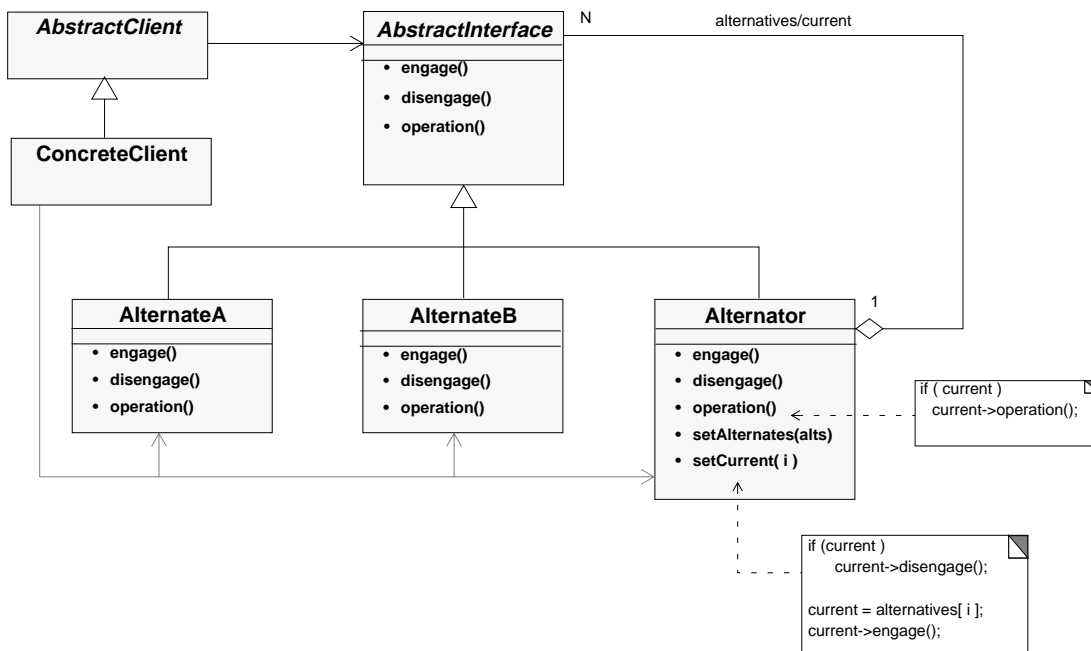 AbstractClient
AbstractInterface
N
alternatives/current
• engage()
• disengage()
• operation()
ConcreteClient
AlternateA
• engage()
• disengage()
• operation()
AlternateB
• engage()
• disengage()
• operation()
Alternator
1
• engage()
• disengage()
• operation()
• setAlternates(alts)
• setCurrent( i )
if ( current )
current->operation();
if (current )
current->disengage();
current = alternatives[ i ];
current->engage();